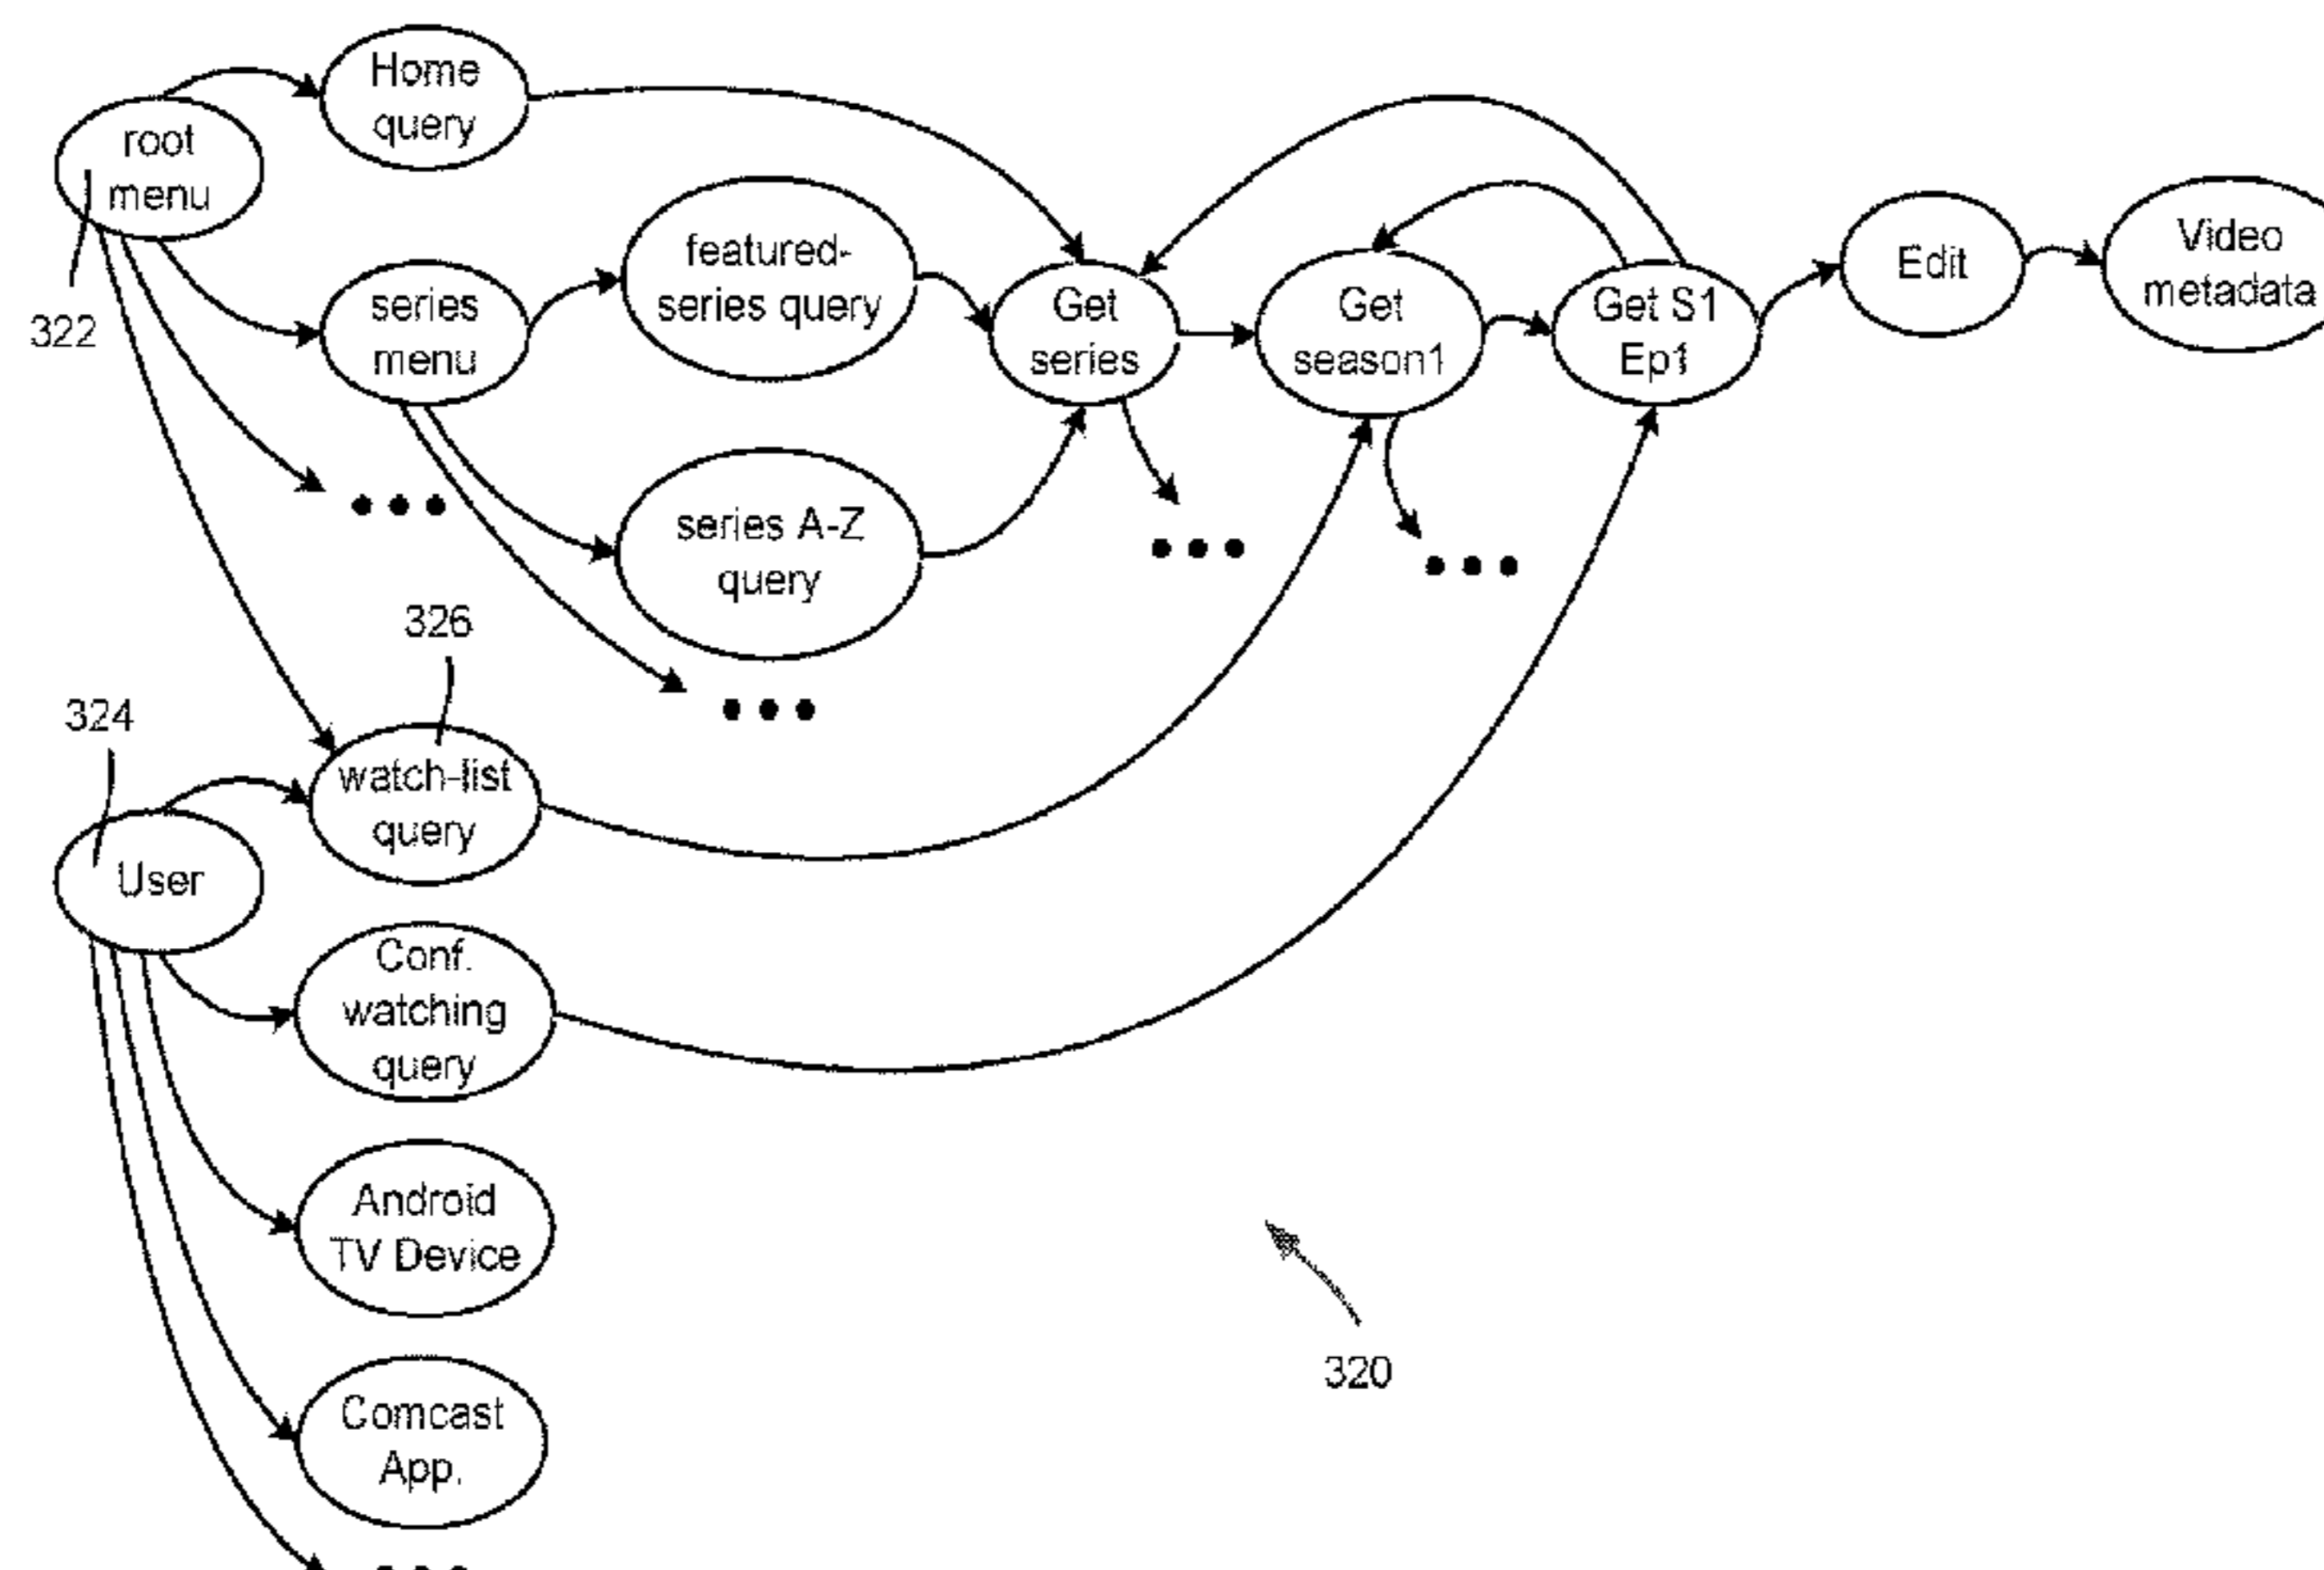 Home
query
root
menu
322
featured-
series query
series
menu
Get
series
Get
season1
Get S1
Ep1
Edit
Video
metadata
series A-Z
query
326
324
watch-list
query
User
Conf.
watching
query
Android
TV Device
320
Comcast
App.